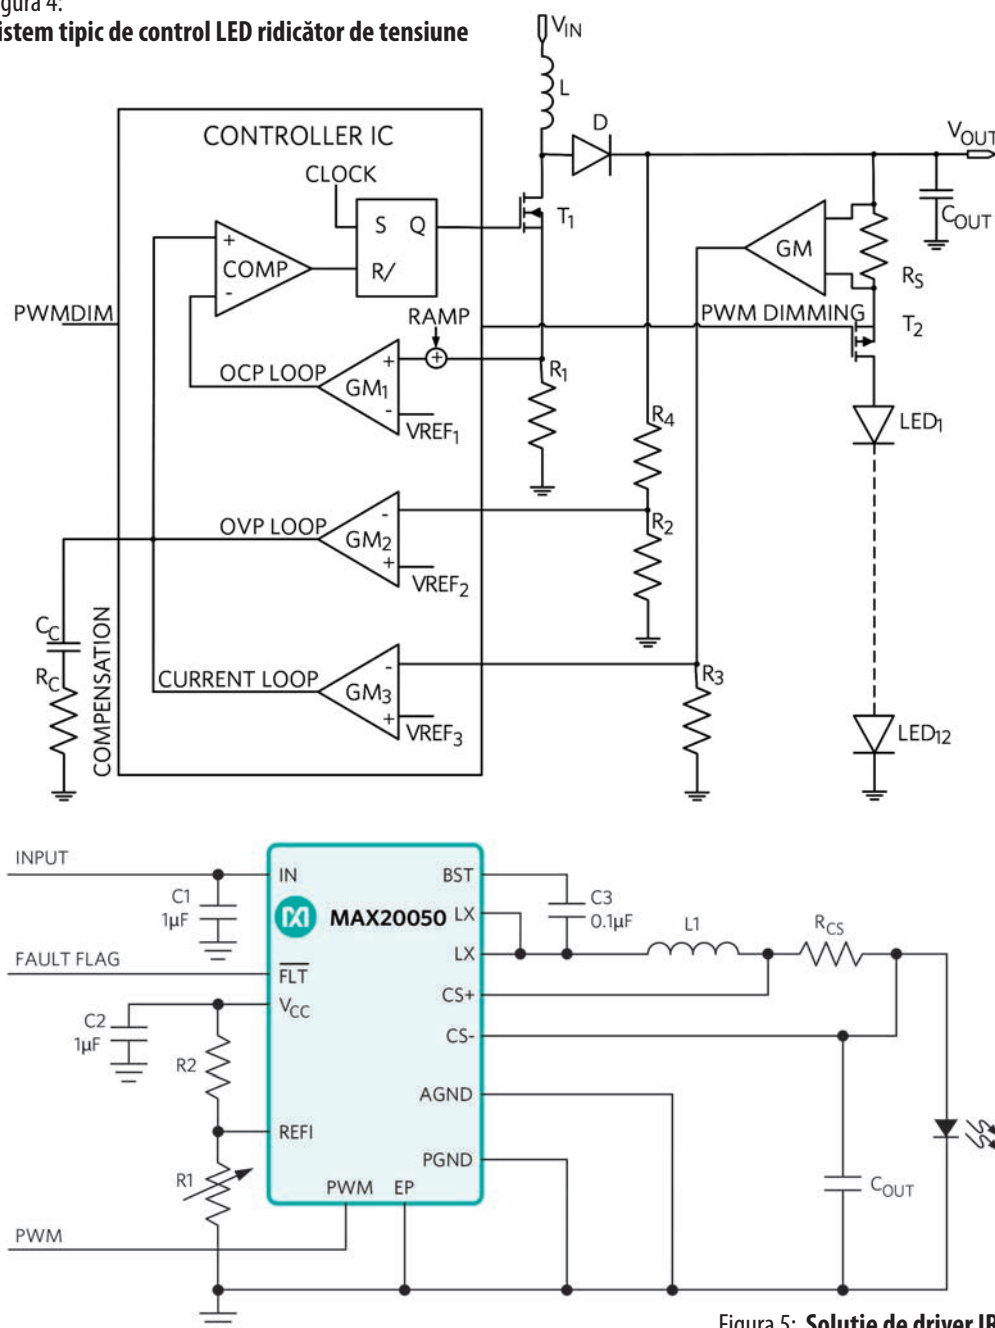 gura 4:
istem tipic de control LED ridicător de tensiune
VIN
L
D
VOUT
CONTROLLER IC
CLOCK
S Q
R/
T1
COUT
GM
RS
COMP
+
-
PWMDIM
RAMP
PWM DIMMING
T2
+
OCP LOOP
GM1
+
-
VREF1
R1
R4
LED1
OVP LOOP
GM2
-
+
VREF2
R2
CC
RC
COMPENSATION
CURRENT LOOP
GM3
-
+
VREF3
R3
LED12
INPUT
IN
BST
C1
1µF
MAX20050
LX
C3
0.1µF
LX
L1
RCS
FAULT FLAG
FLT
CS+
VCC
C2
1µF
CS-
R2
AGND
REFI
PGND
R1
PWM EP
COUT
PWM
Figura 5: Soluție de driver IR